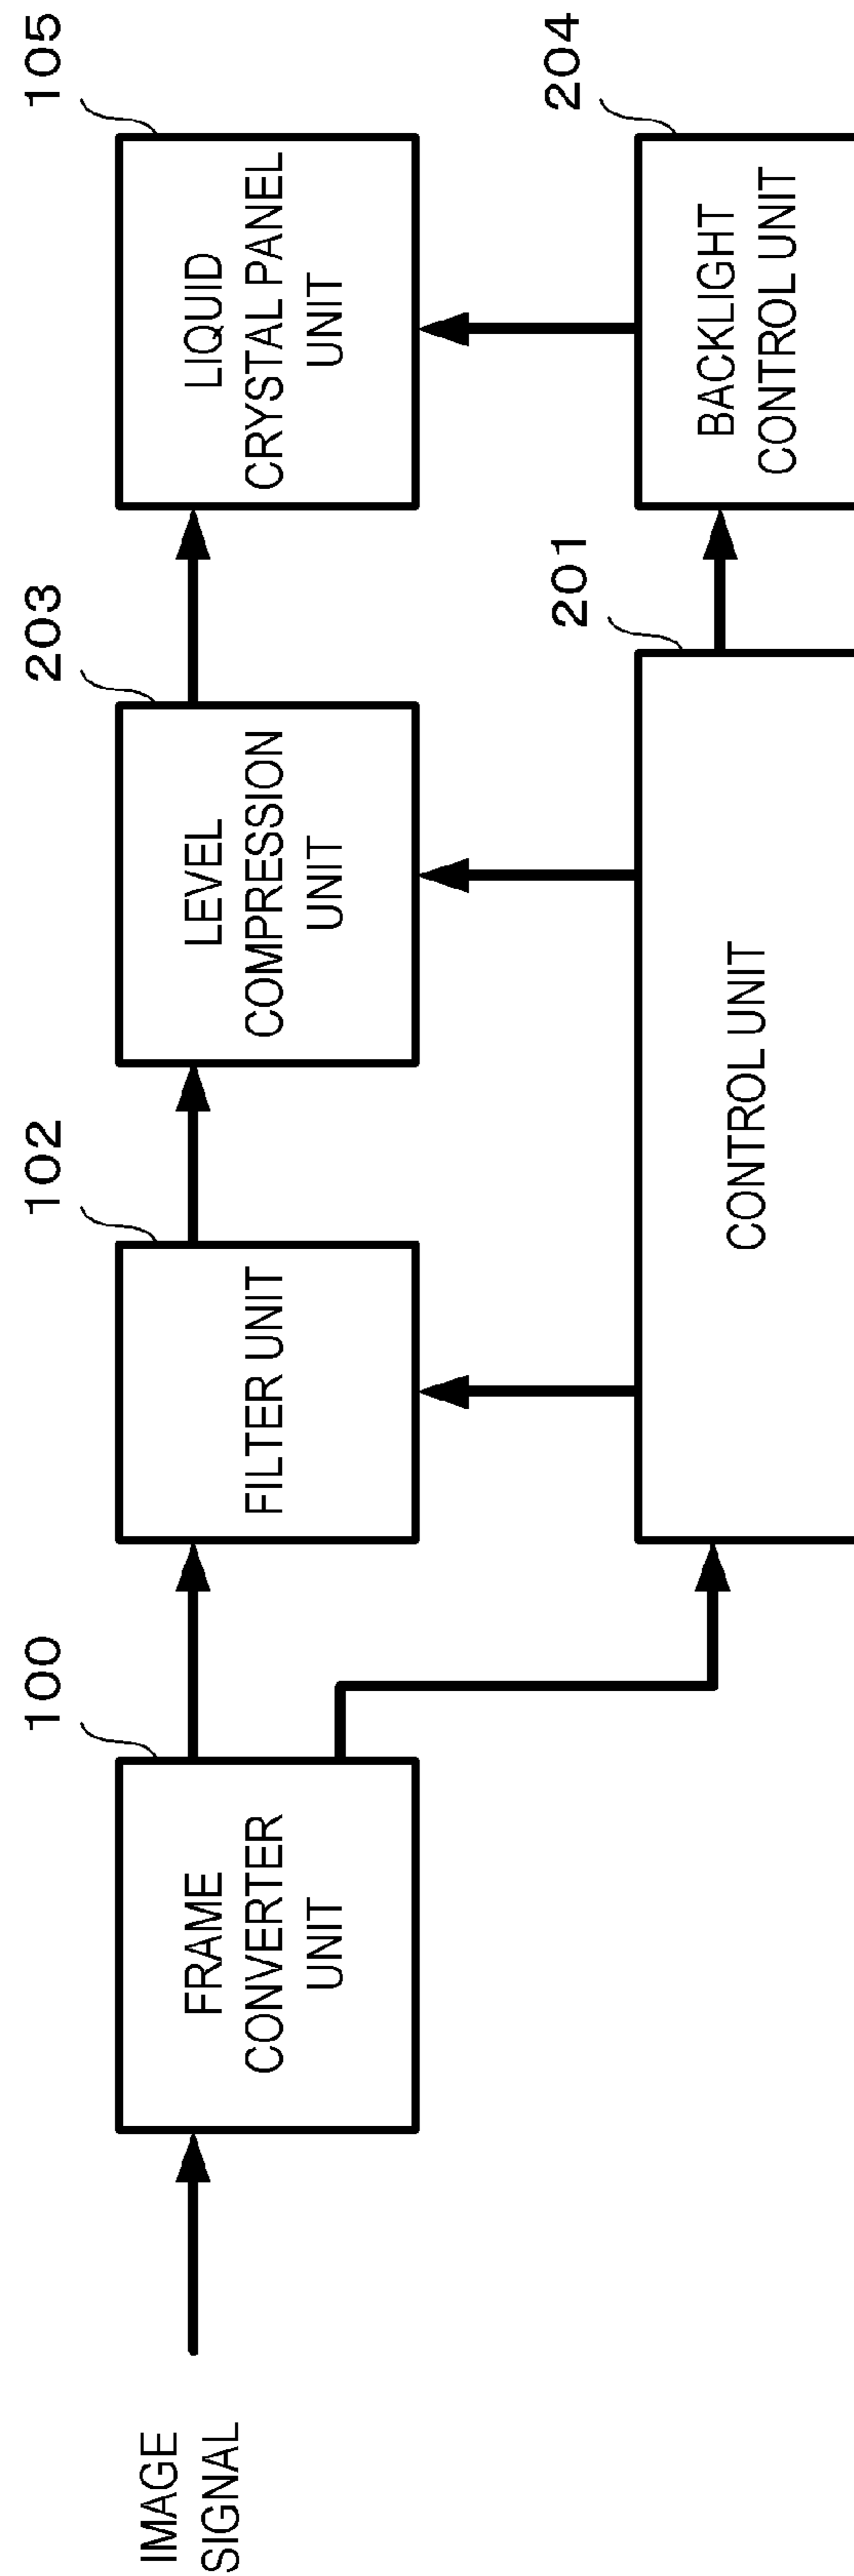 IMAGE
SIGNAL
100
FRAME
CONVERTER
UNIT
102
FILTER UNIT
203
LEVEL
COMPRESSION
UNIT
105
LIQUID
CRYSTAL PANEL
UNIT
201
CONTROL UNIT
204
BACKLIGHT
CONTROL UNIT